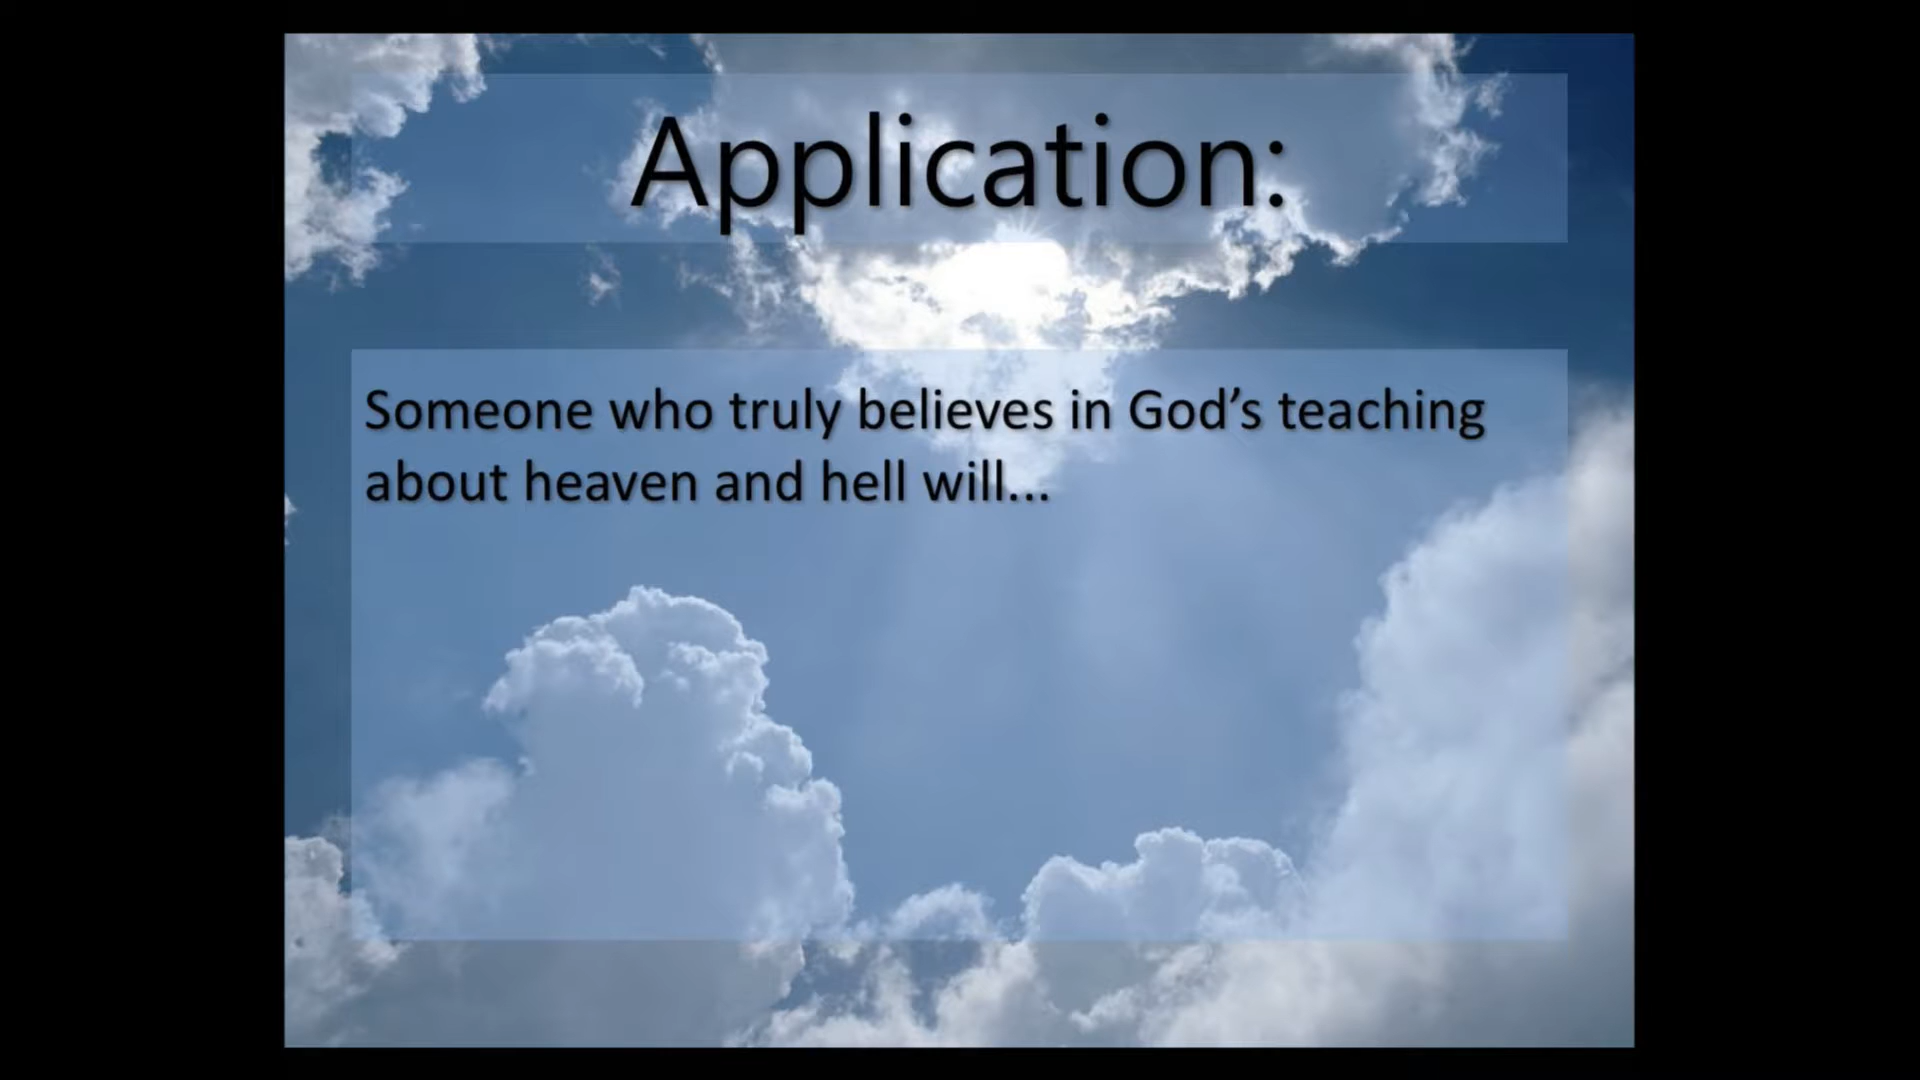 Application:
Someone who truly believes in God’s teaching
about heaven and hell will...